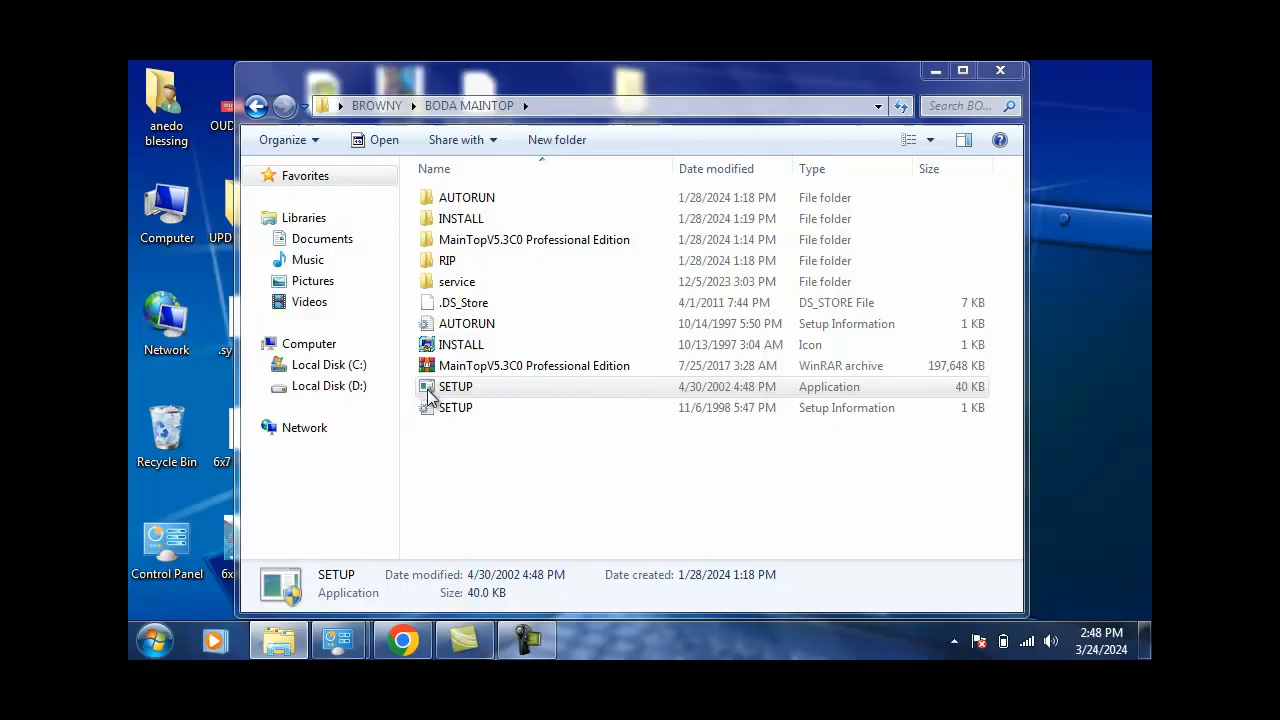 anedo
blessing
OUD
Computer
UPD
Network
.sy
Recycle Bin
6x7
Control Panel
6x
BROWNY BODA MAINTOP
Search BO...
Organize Open Share with New folder
Name Date modified Type Size
Favorites
Libraries
Documents
Music
Pictures
Videos
Computer
Local Disk (C:)
Local Disk (D:)
Network
AUTORUN 1/28/2024 1:18 PM File folder
INSTALL 1/28/2024 1:19 PM File folder
MainTopV5.3C0 Professional Edition 1/28/2024 1:14 PM File folder
RIP 1/28/2024 1:18 PM File folder
service 12/5/2023 3:03 PM File folder
.DS_Store 4/1/2011 7:44 PM DS_STORE File 7 KB
AUTORUN 10/14/1997 5:50 PM Setup Information 1 KB
INSTALL 10/13/1997 3:04 AM Icon 1 KB
MainTopV5.3C0 Professional Edition 7/25/2017 3:28 AM WinRAR archive 197,648 KB
SETUP 4/30/2002 4:48 PM Application 40 KB
SETUP 11/6/1998 5:47 PM Setup Information 1 KB
SETUP Date modified: 4/30/2002 4:48 PM Date created: 1/28/2024 1:18 PM
Application Size: 40.0 KB
2:48 PM
3/24/2024